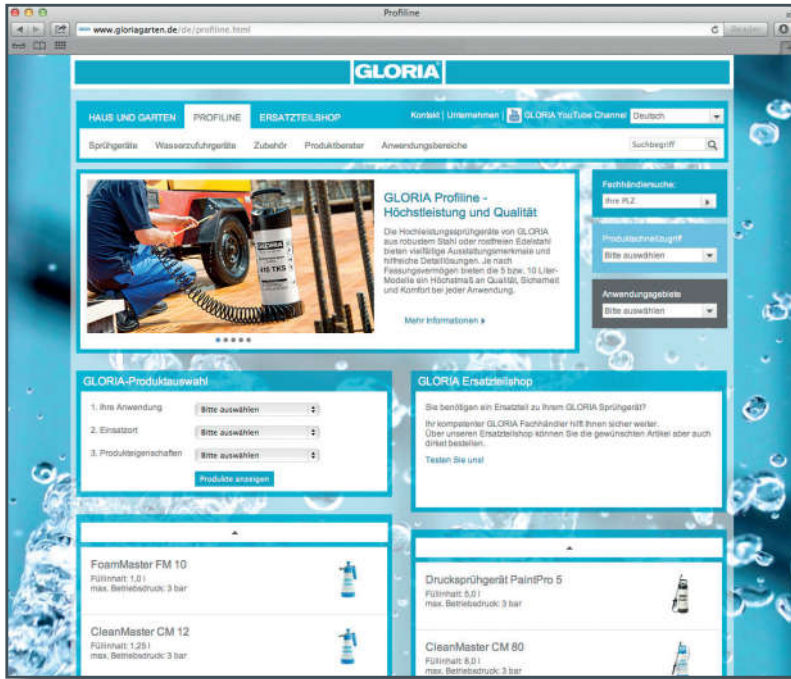 Profiline
www.gloriagarten.de/de/profiline.html
Reader
GLORIA
HAUS UND GARTEN
PROFILINE
ERSATZTEILSHOP
Kontakt | Unternehmen |
GLORIA YouTube Channel
Deutsch
Sprühgeräte
Wasserzufuhrgeräte
Zubehör
Produktberater
Anwendungsbereiche
Suchbegriff
GLORIA
410 TKS
GLORIA Profiline -
Höchstleistung und Qualität
Die Hochleistungssprühgeräte von GLORIA
aus robustem Stahl oder rostfreien Edelstahl
bieten vielfältige Ausstattungsmerkmale und
hilfreiche Detaillösungen. Je nach
Fassungsvermögen bieten die 5 bzw. 10 Liter-
Modelle ein Höchstmaß an Qualität, Sicherheit
und Komfort bei jeder Anwendung.
Mehr Informationen
Fachhändlersuche:
Ihre PLZ
Produktschnellzugriff
Bitte auswählen
Anwendungsgebiete
Bitte auswählen
GLORIA-Produktauswahl
1. Ihre Anwendung
Bitte auswählen
2. Einsatzort
Bitte auswählen
3. Produkteigenschaften
Bitte auswählen
Produkte anzeigen
GLORIA Ersatzteilshop
Sie benötigen ein Ersatzteil zu Ihrem GLORIA Sprühgerät?
Ihr kompetenter GLORIA Fachhändler hilft Ihnen sicher weiter.
Über unseren Ersatzteilshop können Sie die gewünschten Artikel aber auch
direkt bestellen.
Testen Sie uns!
FoamMaster FM 10
Füllinhalt: 1,0 l
max. Betriebsdruck: 3 bar
CleanMaster CM 12
Füllinhalt: 1,25 l
max. Betriebsdruck: 3 bar
Drucksprühgerät PaintPro 5
Füllinhalt: 5,0 l
max. Betriebsdruck: 3 bar
CleanMaster CM 80
Füllinhalt: 8,0 l
max. Betriebsdruck: 3 bar